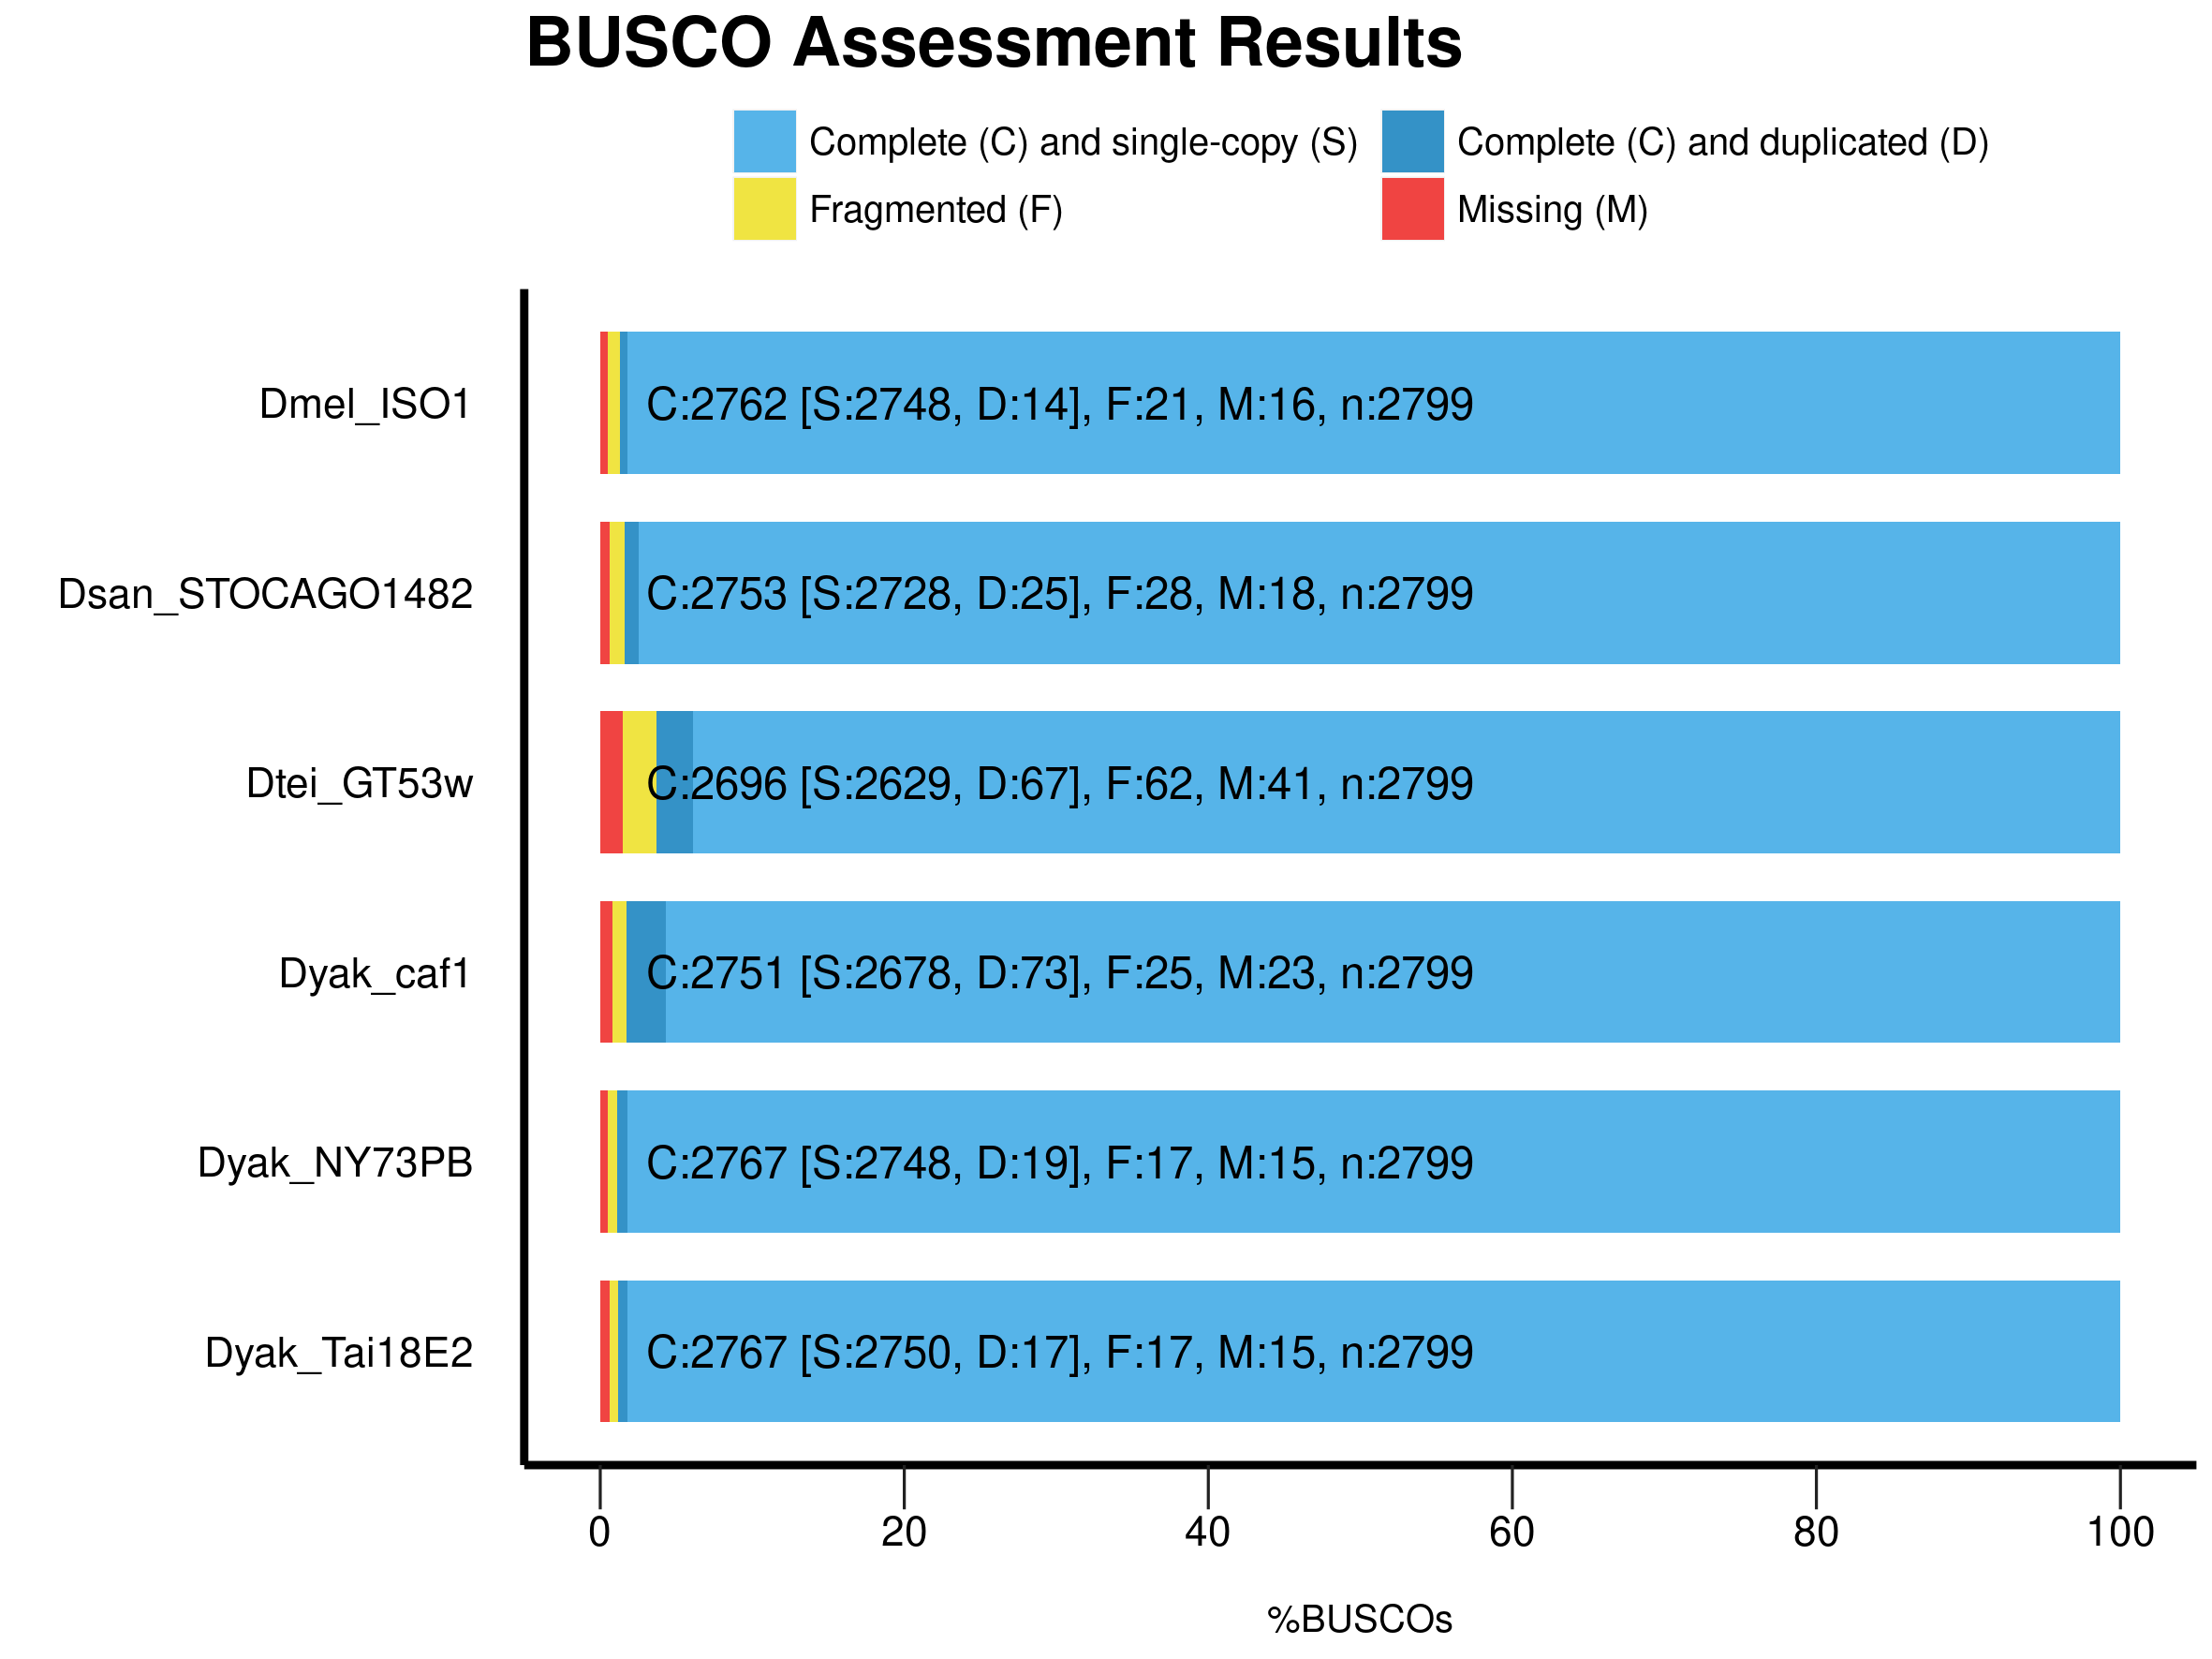 BUSCO Assessment Results
Complete (C) and single-copy (S)
Complete (C) and duplicated (D)
Fragmented (F)
Missing (M)
Dmel_ISO1
C:2762 [S:2748, D:14], F:21, M:16, n:2799
Dsan_STOCAGO1482
C:2753 [S:2728, D:25], F:28, M:18, n:2799
Dtei_GT53w
C:2696 [S:2629, D:67], F:62, M:41, n:2799
Dyak_caf1
C:2751 [S:2678, D:73], F:25, M:23, n:2799
Dyak_NY73PB
C:2767 [S:2748, D:19], F:17, M:15, n:2799
Dyak_Tai18E2
C:2767 [S:2750, D:17], F:17, M:15, n:2799
0 20 40 60 80 100
%BUSCOs